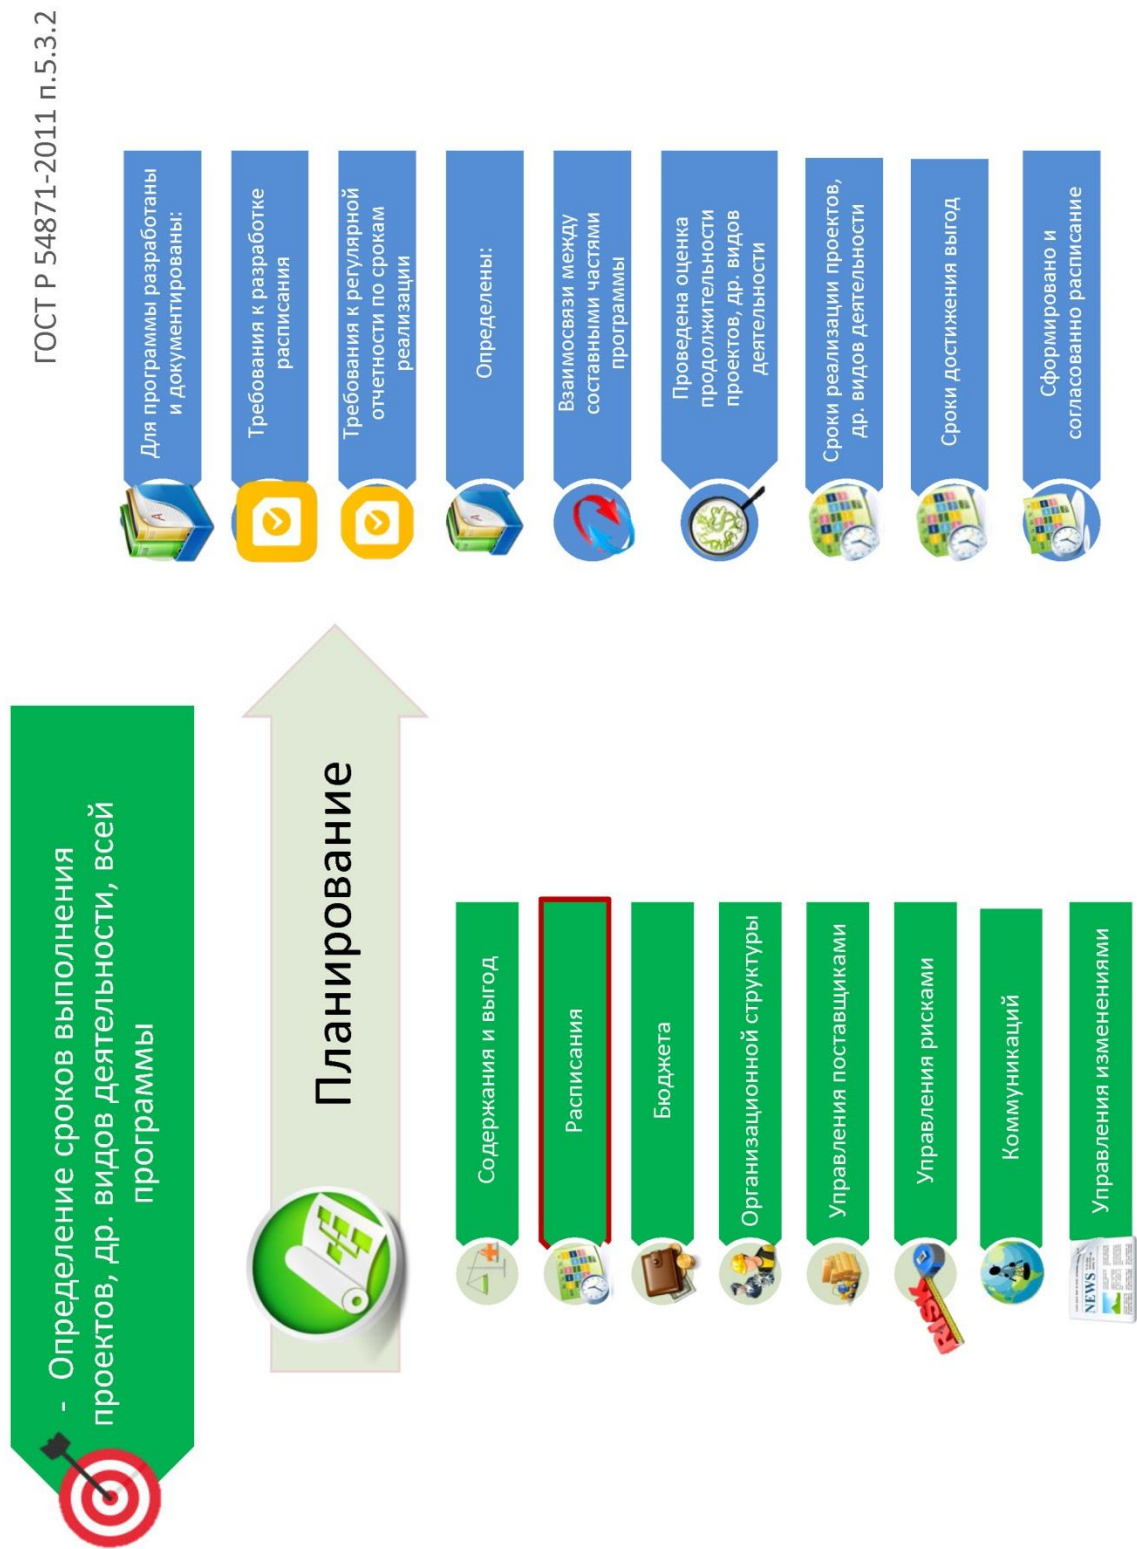 ГОСТ Р 54871-2011 п.5.3.2
- Определение сроков выполнения
проектов, др. видов деятельности, всей
программы
Планирование
Содержания и выгод
Расписания
Бюджета
Организационной структуры
Управления поставщиками
Управления рисками
RISK
Коммуникаций
Управления изменениями
NEWS
Для программы разработаны
и документированы:
Требования к разработке
расписания
Требования к регулярной
отчетности по срокам
реализации
Определены:
Взаимосвязи между
составными частями
программы
Проведена оценка
продолжительности
проектов, др. видов
деятельности
Сроки реализации проектов,
др. видов деятельности
Сроки достижения выгод
Сформировано и
согласованно расписание